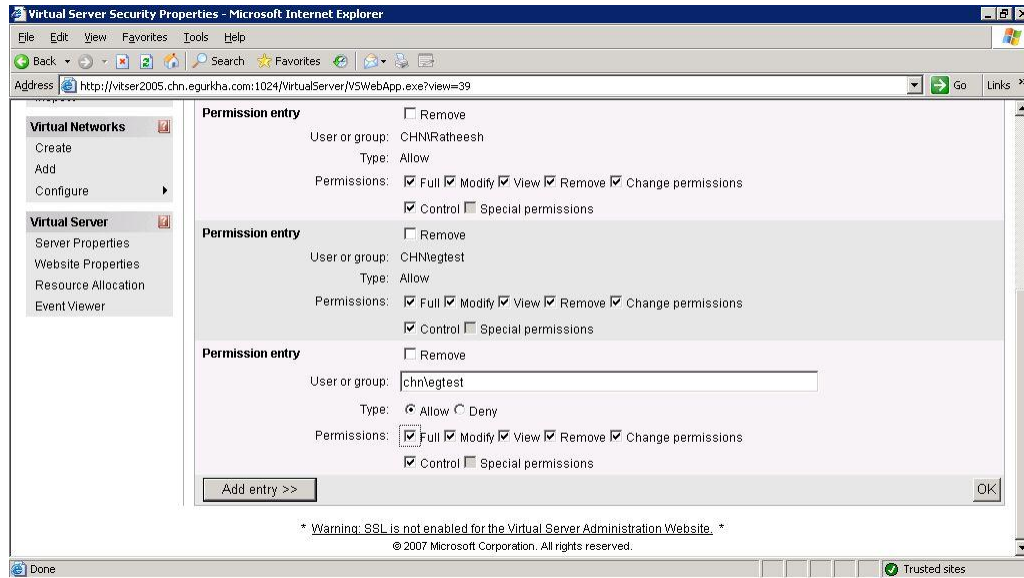 Virtual Server Security Properties - Microsoft Internet Explorer
File Edit View Favorites Tools Help
Back Search Favorites
Address http://vitser2005.chn.egurkha.com:1024/VirtualServer/VSWebApp.exe?view=39 Go Links »
Virtual Networks
Create
Add
Configure
Virtual Server
Server Properties
Website Properties
Resource Allocation
Event Viewer
Permission entry Remove
User or group: CHN\Ratheesh
Type: Allow
Permissions: Full Modify View Remove Change permissions
Control Special permissions
Permission entry Remove
User or group: CHN\egtest
Type: Allow
Permissions: Full Modify View Remove Change permissions
Control Special permissions
Permission entry Remove
User or group: chn\egtest
Type: Allow Deny
Permissions: Full Modify View Remove Change permissions
Control Special permissions
Add entry >> OK
* Warning: SSL is not enabled for the Virtual Server Administration Website. *
© 2007 Microsoft Corporation. All rights reserved.
Done Trusted sites